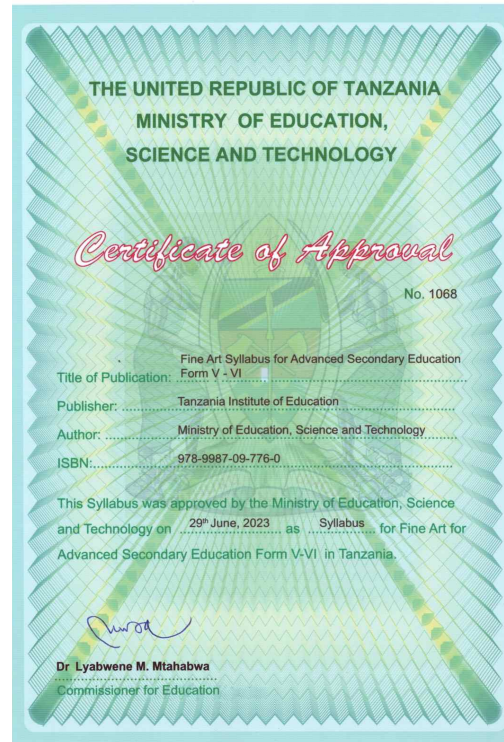 THE UNITED REPUBLIC OF TANZANIA
MINISTRY OF EDUCATION,
SCIENCE AND TECHNOLOGY
Certificate of Approval
No. 1068
Title of Publication: Fine Art Syllabus for Advanced Secondary Education
Form V - VI
Publisher: Tanzania Institute of Education
Author: Ministry of Education, Science and Technology
ISBN: 978-9987-09-776-0
This Syllabus was approved by the Ministry of Education, Science
and Technology on 29th June, 2023 as Syllabus for Fine Art for
Advanced Secondary Education Form V-VI in Tanzania.
Dr Lyabwene M. Mtahabwa
Commissioner for Education